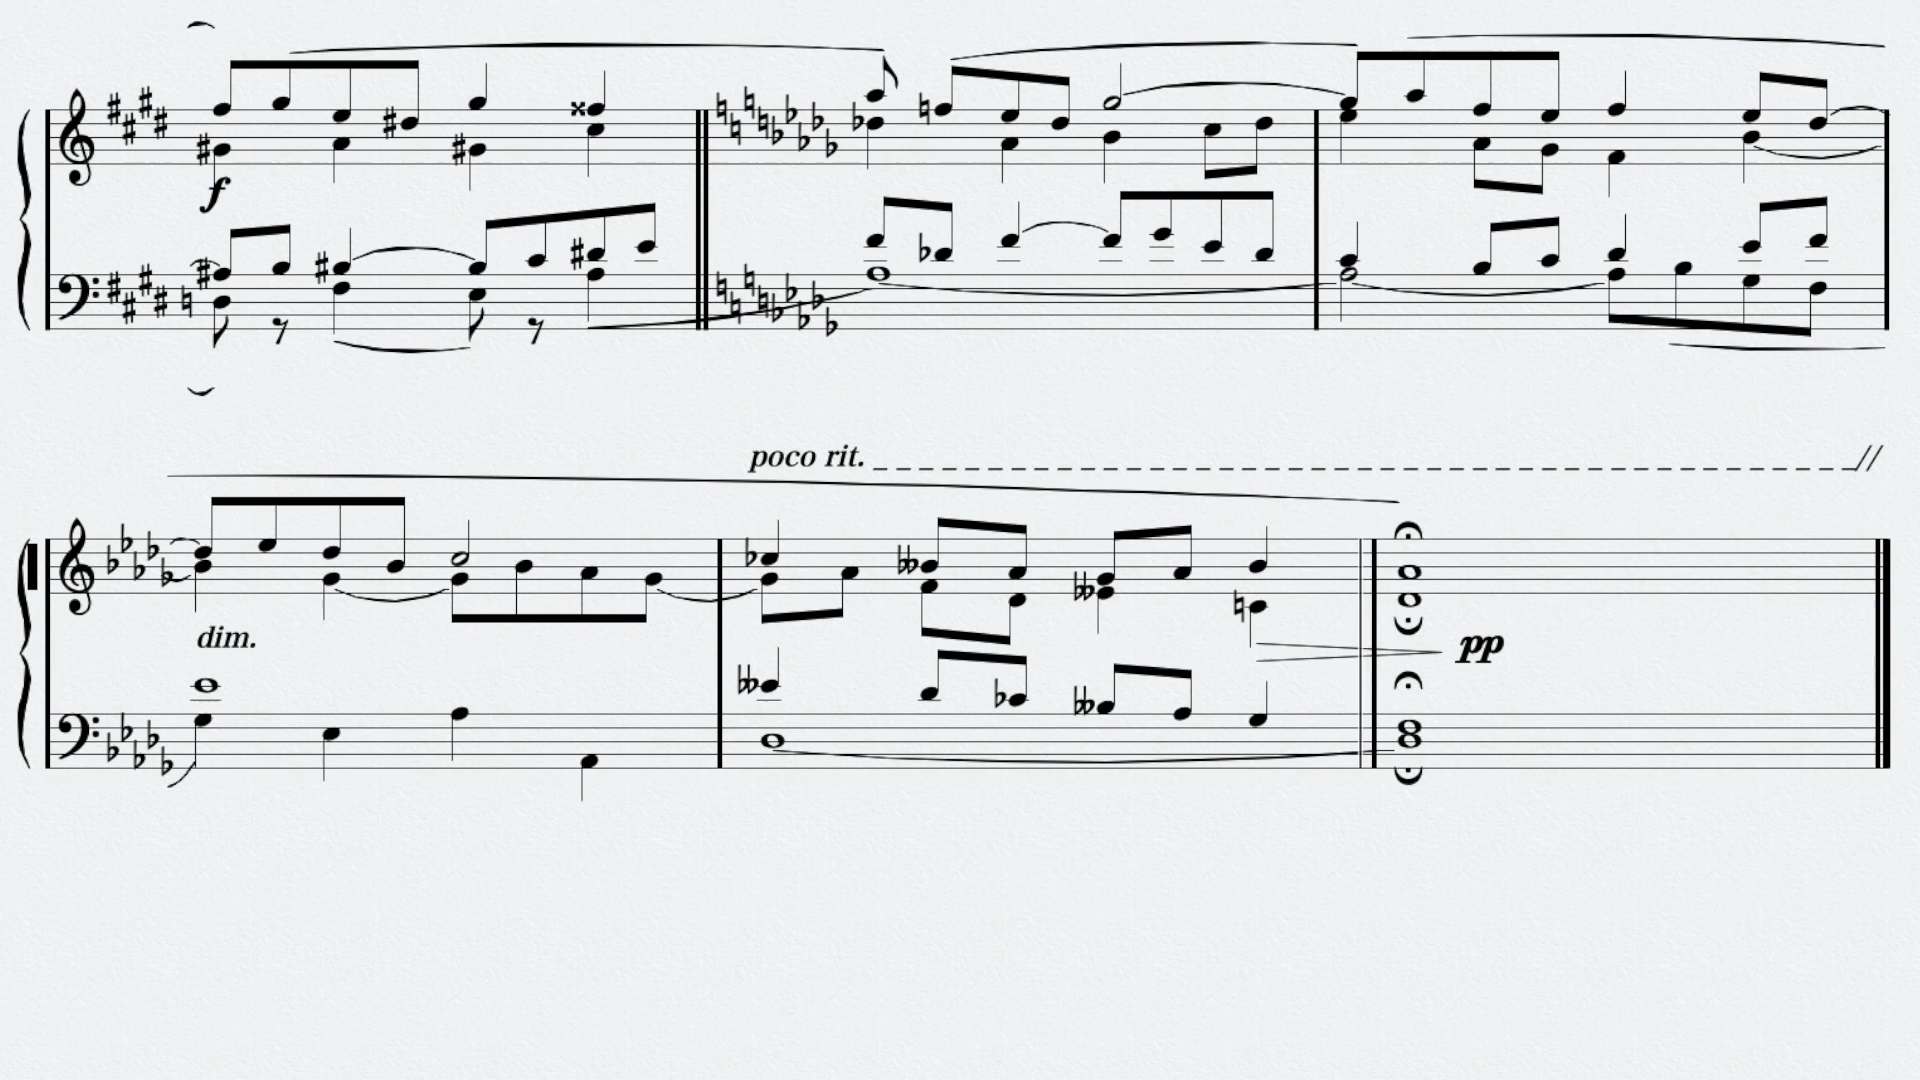 f
poco rit.
dim.
pp